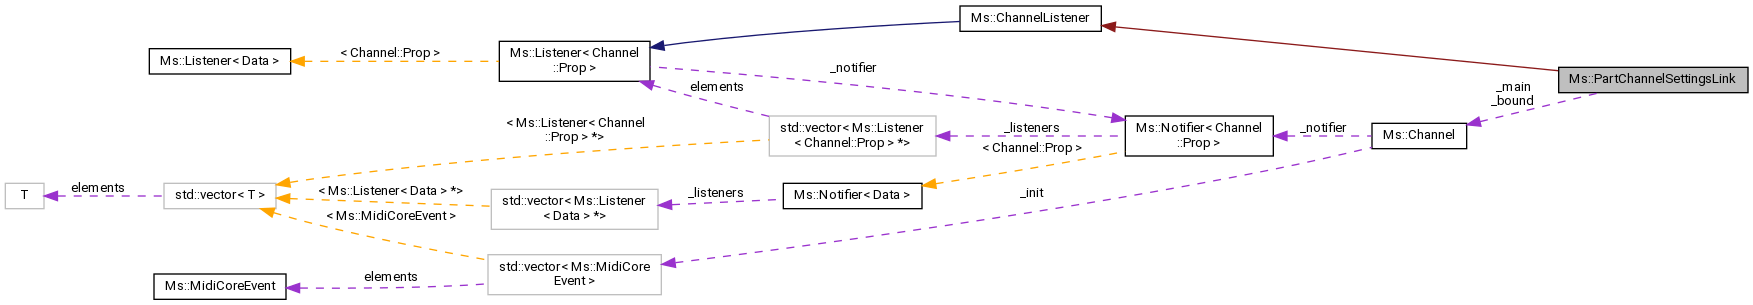 Ms::ChannelListener
Ms::Listener< Data >
< Channel::Prop >
Ms::Listener< Channel
::Prop >
_notifier
Ms::PartChannelSettingsLink
elements
_main
_bound
< Ms::Listener< Channel
::Prop > *>
std::vector< Ms::Listener
< Channel::Prop > *>
_listeners
< Channel::Prop >
Ms::Notifier< Channel
::Prop >
_notifier
Ms::Channel
T
elements
std::vector< T >
< Ms::Listener< Data > *>
< Ms::MidiCoreEvent >
std::vector< Ms::Listener
< Data > *>
_listeners
Ms::Notifier< Data >
_init
Ms::MidiCoreEvent
elements
std::vector< Ms::MidiCore
Event >